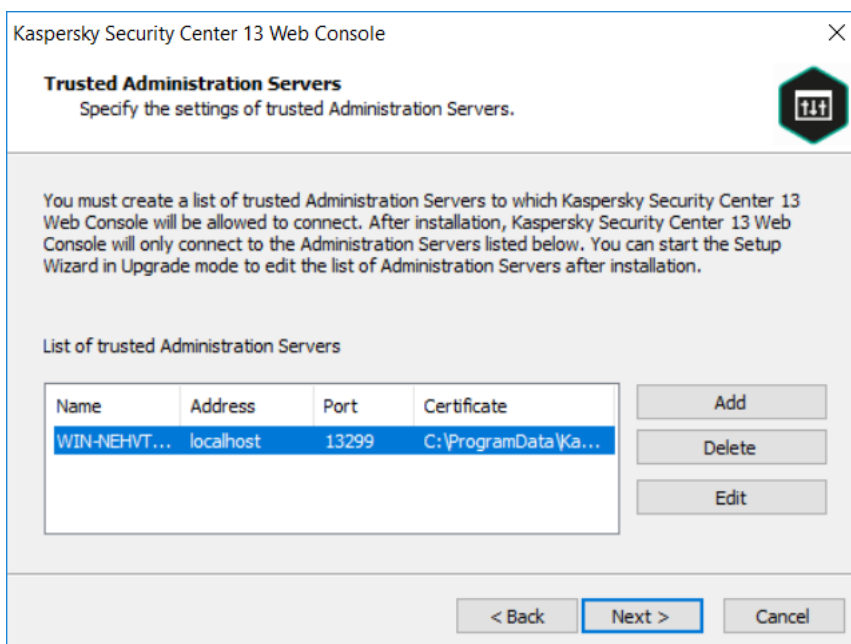 Kaspersky Security Center 13 Web Console
Trusted Administration Servers
Specify the settings of trusted Administration Servers.
You must create a list of trusted Administration Servers to which Kaspersky Security Center 13
Web Console will be allowed to connect. After installation, Kaspersky Security Center 13 Web
Console will only connect to the Administration Servers listed below. You can start the Setup
Wizard in Upgrade mode to edit the list of Administration Servers after installation.
List of trusted Administration Servers
Name Address Port Certificate
WIN-NEHVT... localhost 13299 C:\ProgramData\Ka...
Add
Delete
Edit
< Back Next > Cancel